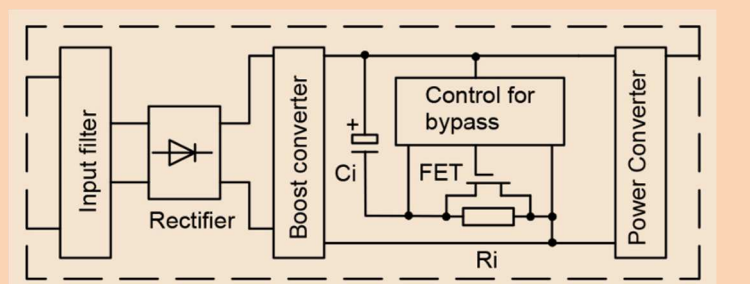 Input filter
Rectifier
Boost converter
+
Ci
Control for
bypass
FET
Ri
Power Converter